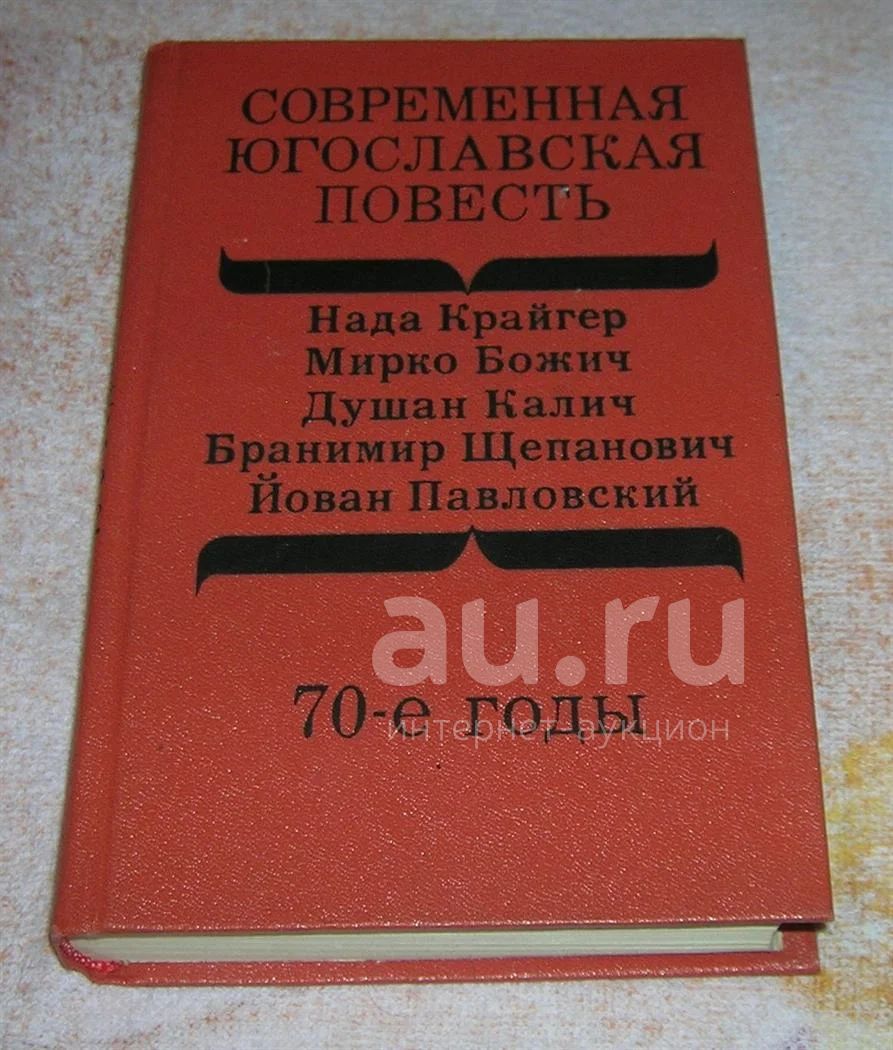 СОВРЕМЕННАЯ
ЮГОСЛАВСКАЯ
ПОВЕСТЬ
Нада Крайгер
Мирко Божич
Душан Калич
Бранимир Щепанович
Йован Павловский
au.ru
70-е годы
интернет-аукцион